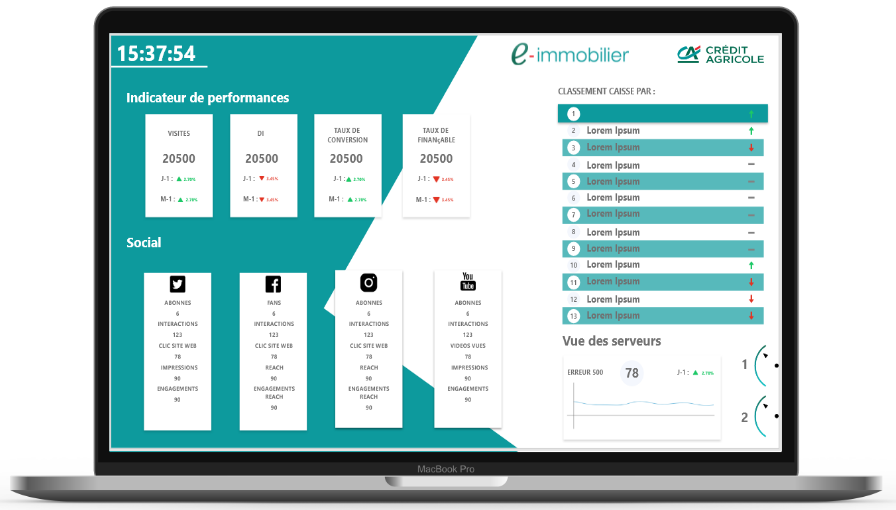 15:37:54
e-immobilier
CRÉDIT
AGRICOLE
Indicateur de performances
VISITES
20500
J-1 : 2.78%
M-1 : 2.78%
DI
20500
J-1 : 0.45%
M-1 : 0.45%
TAUX DE
CONVERSION
20500
J-1 : 2.78%
M-1 : 2.78%
TAUX DE
FINANçABLE
20500
J-1 : 0.45%
M-1 : 0.45%
Social
ABONNES
6
INTERACTIONS
123
CLIC SITE WEB
78
IMPRESSIONS
90
ENGAGEMENTS
90
FANS
6
INTERACTIONS
123
CLIC SITE WEB
78
REACH
90
ENGAGEMENTS
REACH
90
ABONNES
6
INTERACTIONS
123
CLIC SITE WEB
78
REACH
90
ENGAGEMENTS
REACH
90
You
Tube
ABONNES
6
INTERACTIONS
123
VIDEOS VUES
78
IMPRESSIONS
90
ENGAGEMENTS
90
CLASSEMENT CAISSE PAR :
1
2 Lorem Ipsum
3 Lorem Ipsum
4 Lorem Ipsum
5 Lorem Ipsum
6 Lorem Ipsum
7 Lorem Ipsum
8 Lorem Ipsum
9 Lorem Ipsum
10 Lorem Ipsum
11 Lorem Ipsum
12 Lorem Ipsum
13 Lorem Ipsum
Vue des serveurs
ERREUR 500 78 J-1 : 2.78%
1
2
MacBook Pro